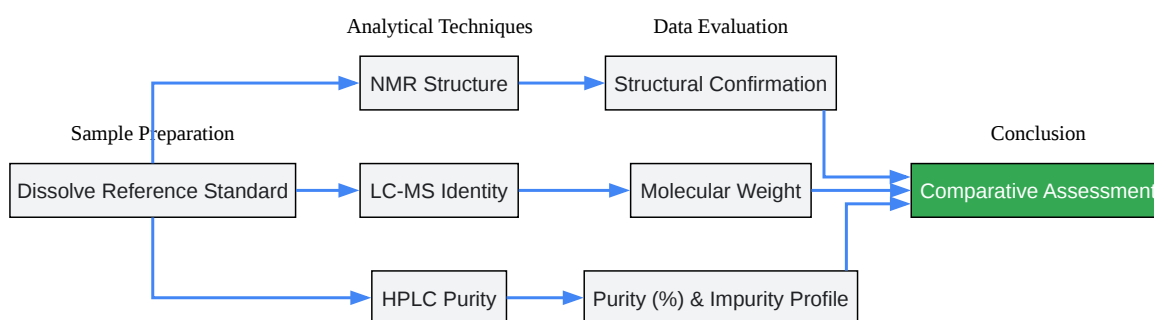 Analytical Techniques
Data Evaluation
NMR Structure
Structural Confirmation
Sample Preparation
Conclusion
Dissolve Reference Standard
LC-MS Identity
Molecular Weight
Comparative Assessment
HPLC Purity
Purity (%) & Impurity Profile